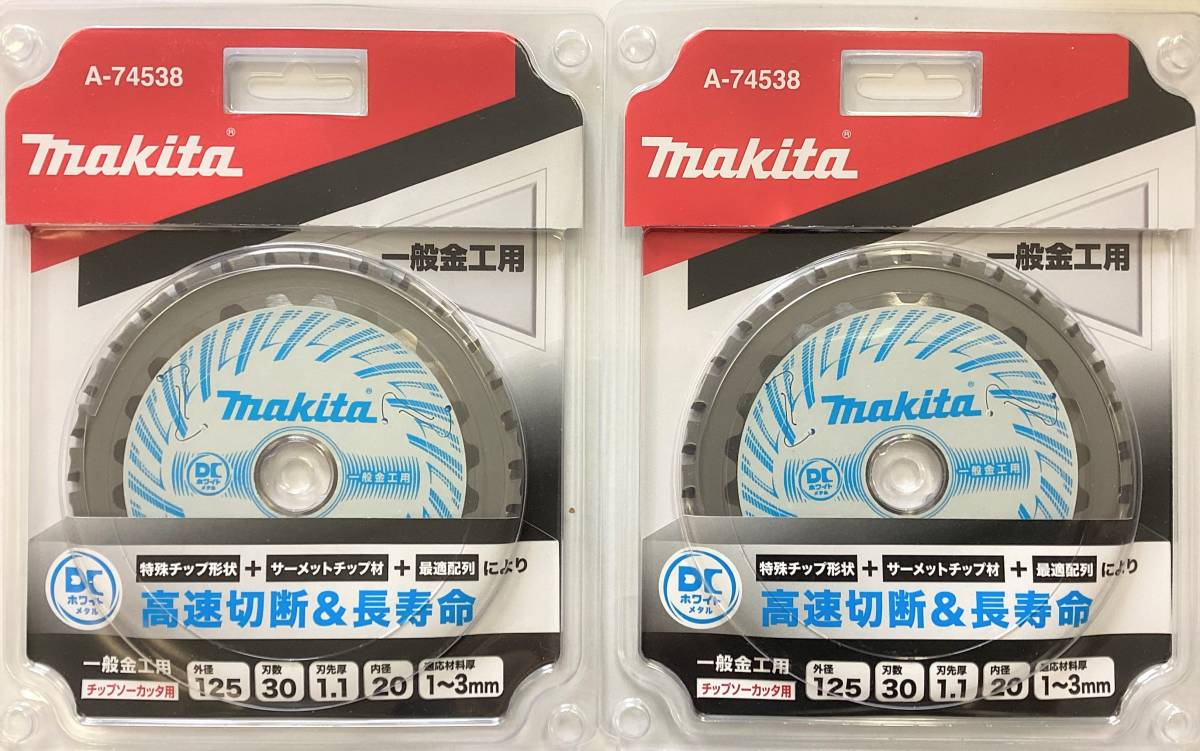 A-74538
makita®
一般金工用
makita®
DC
ホワイト
メタル
一般金工用
DC
ホワイト
メタル
特殊チップ形状 + サーメットチップ材 + 最適配列 により
高速切断&長寿命
一般金工用
チップソーカッタ用
外径
125
刃数
30
刃先厚
1.1
内径
20
適応材料厚
1~3mm
A-74538
makita®
一般金工用
makita®
DC
ホワイト
メタル
一般金工用
DC
ホワイト
メタル
特殊チップ形状 + サーメットチップ材 + 最適配列 により
高速切断&長寿命
一般金工用
チップソーカッタ用
外径
125
刃数
30
刃先厚
1.1
内径
20
適応材料厚
1~3mm